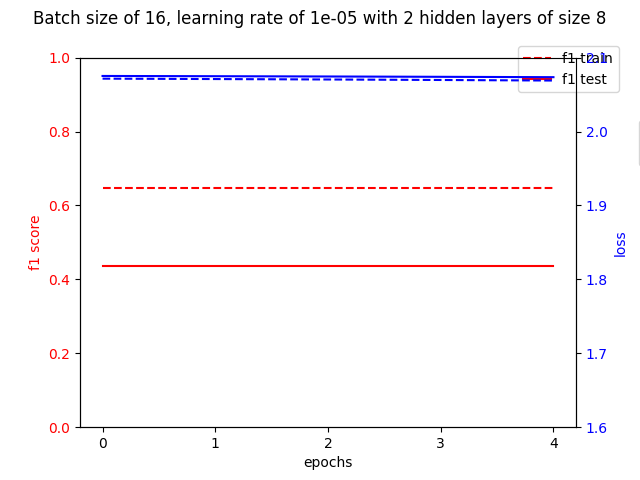 Batch size of 16, learning rate of 1e-05 with 2 hidden layers of size 8
f1 train
f1 test
1.0
0.8
0.6
0.4
0.2
0.0
f1 score
2.1
2.0
1.9
1.8
1.7
1.6
loss
0 1 2 3 4
epochs